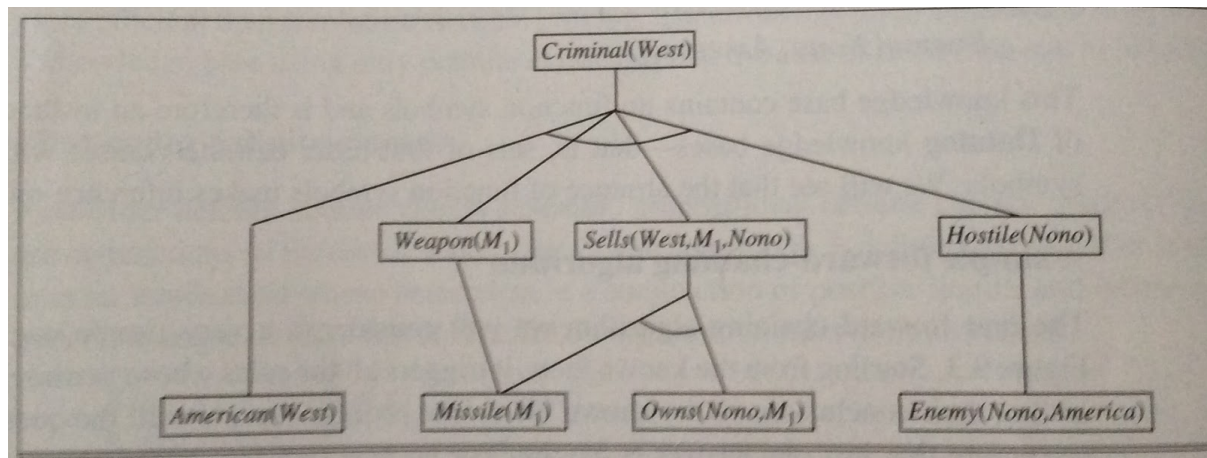 Criminal(West)
Weapon(M₁)
Sells(West,M₁,Nono)
Hostile(Nono)
American(West)
Missile(M₁)
Owns(Nono,M₁)
Enemy(Nono,America)